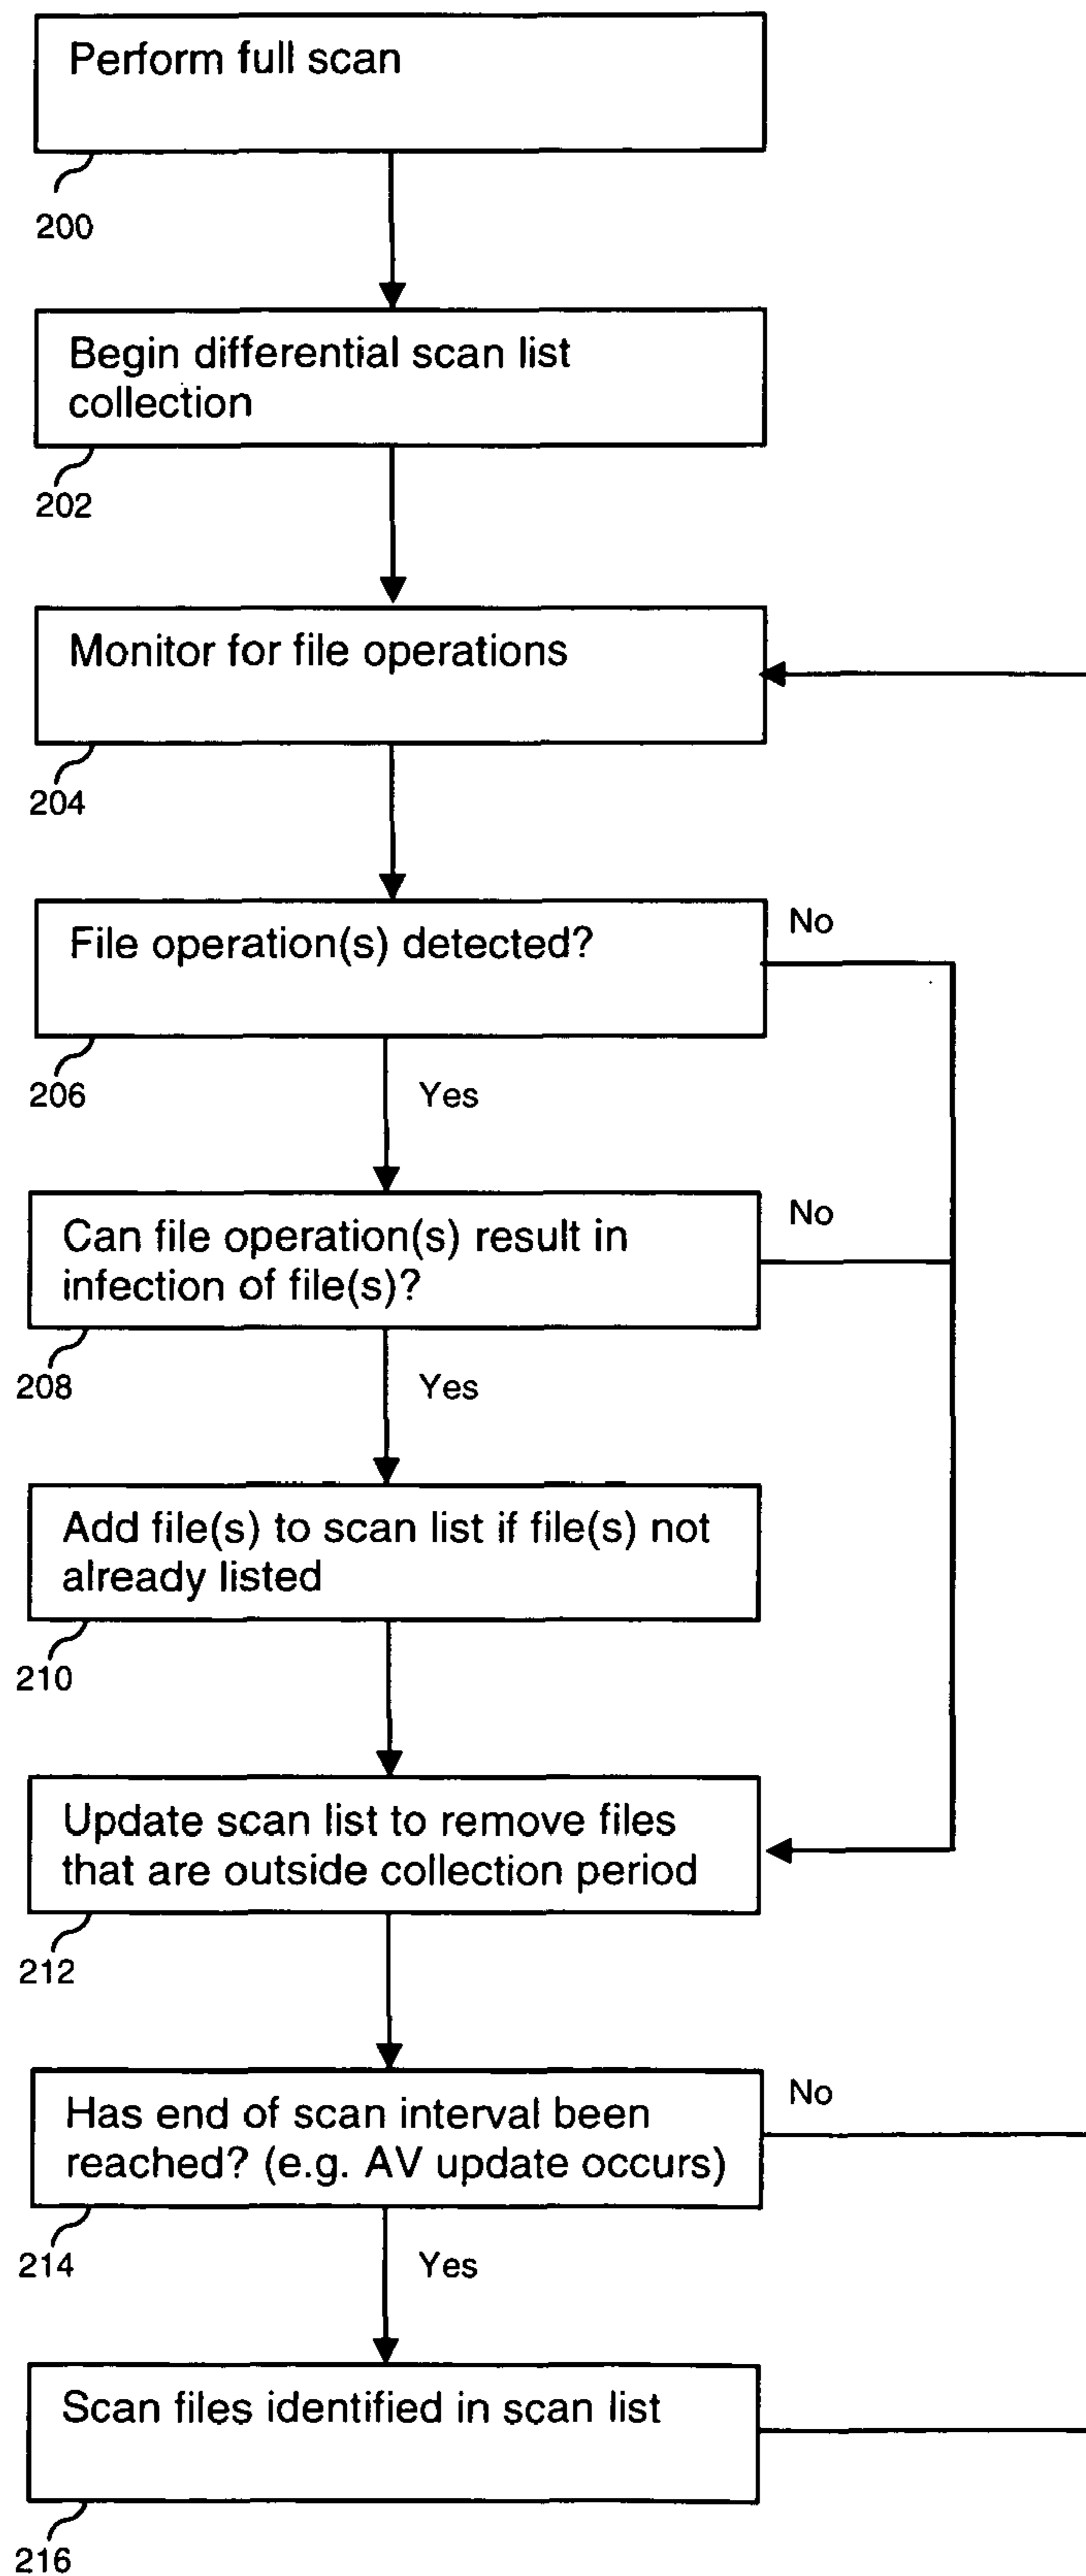 Perform full scan
200
Begin differential scan list
collection
202
Monitor for file operations
204
File operation(s) detected?
No
206
Yes
Can file operation(s) result in
infection of file(s)?
No
208
Yes
Add file(s) to scan list if file(s) not
already listed
210
Update scan list to remove files
that are outside collection period
212
Has end of scan interval been
reached? (e.g. AV update occurs)
No
214
Yes
Scan files identified in scan list
216